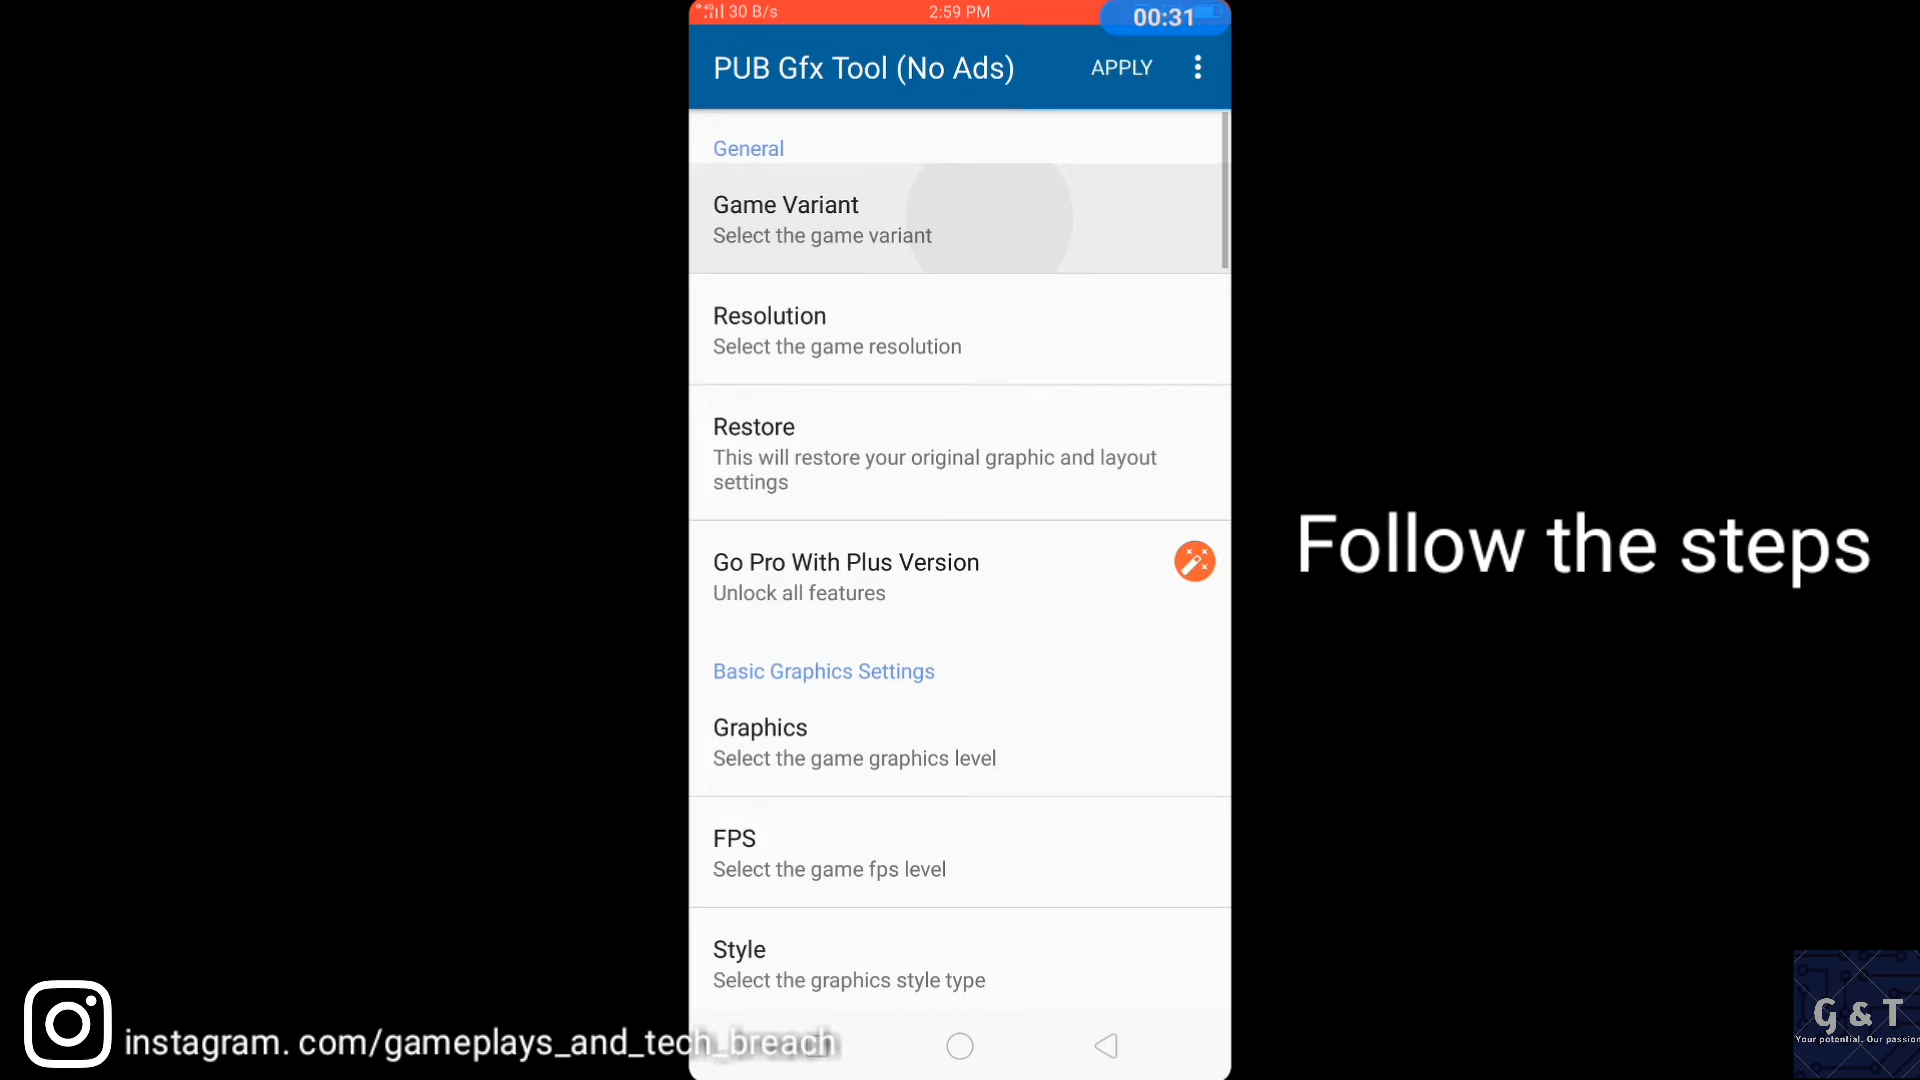 4G 30 B/s 2:59 PM 00:31
PUB Gfx Tool (No Ads) APPLY
General
Game Variant
Select the game variant
Resolution
Select the game resolution
Restore
This will restore your original graphic and layout
settings
Go Pro With Plus Version
Unlock all features
Follow the steps
Basic Graphics Settings
Graphics
Select the game graphics level
FPS
Select the game fps level
Style
Select the graphics style type
instagram. com/gameplays_and_tech_breach
G & T
Your potential. Our passion